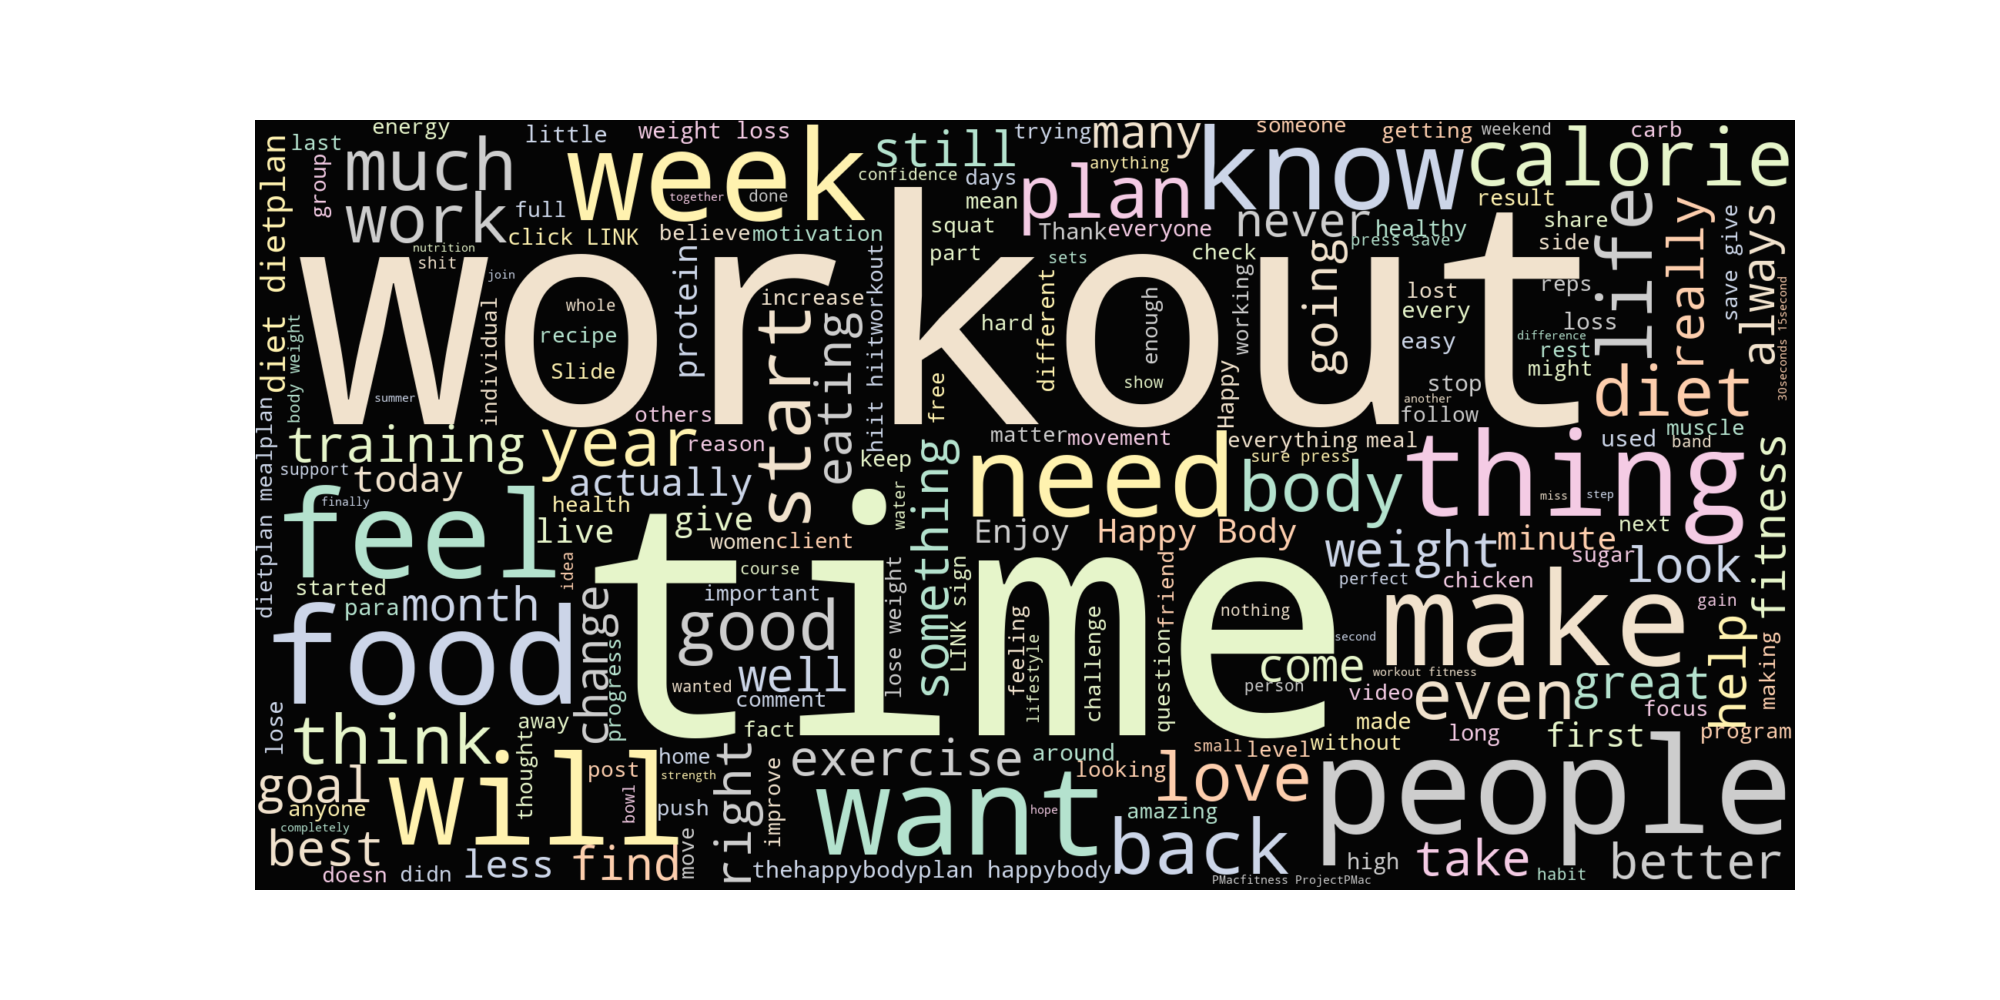 energy
little
weight loss
still
trying
many
someone
getting
weekend
carb
last
much
week
know
calorie
group
work
full
together
done
confidence
days
mean
plan
anything
never
result
share
side
healthy
press save
life
really
save give
always
dietplan
diet dietplan
click LINK
believe
motivation
squat
part
Thank
everyone
check
nutrition
shit
join
workout
whole
recipe
Slide
summer
individual
protein
increase
start
eating
hiit hiitworkout
free
hard
sets
different
show
enough
working
Happy
going
lost
every
easy
stop
another
follow
reps
loss
difference
rest
might
diet
30seconds 15second
body weight
others
training
year
reason
support
today
actually
keep
matter
movement
everything
meal
sure press
used
muscle
band
need
body
thing
miss
step
fitness
finally
feel
health
live
give
women
client
water
something
Enjoy
Happy Body
weight
minute
next
sugar
look
dietplan mealplan
started
idea
para
month
course
important
time
lose weight
LINK sign
feeling
lifestyle
challenge
question
friend
nothing
perfect
chicken
make
gain
food
change
progress
good
well
wanted
comment
second
come
person
workout fitness
video
even
great
focus
help
making
lose
think
away
fact
made
without
long
first
program
goal
anyone
completely
will
thought
home
post
strength
bowl
push
right
improve
exercise
around
looking
small
level
love
people
best
doesn
didn
less
find
move
want
hope
amazing
back
thehappybodyplan happybody
PMacfitness ProjectPMac
high
take
habit
better